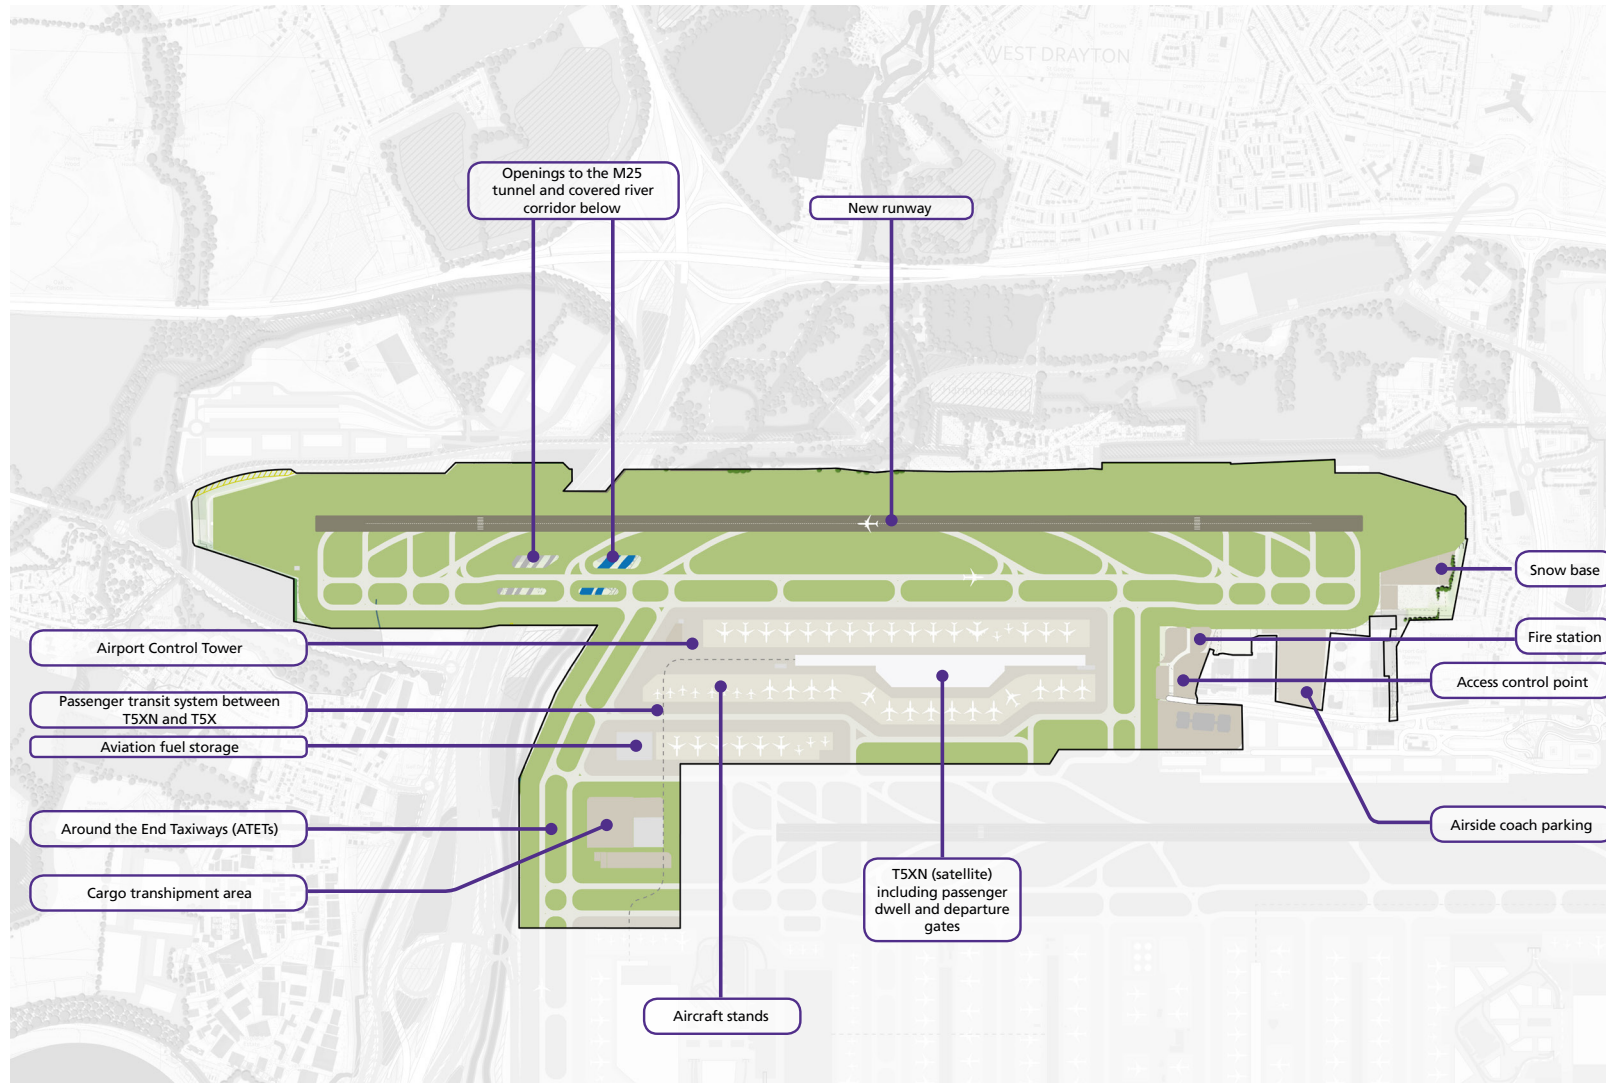 WEST DRAYTON
Openings to the M25
tunnel and covered river
corridor below
New runway
Snow base
Fire station
Airport Control Tower
Access control point
Passenger transit system between
T5XN and T5X
Aviation fuel storage
Around the End Taxiways (ATETs)
Airside coach parking
Cargo transhipment area
T5XN (satellite)
including passenger
dwell and departure
gates
Aircraft stands